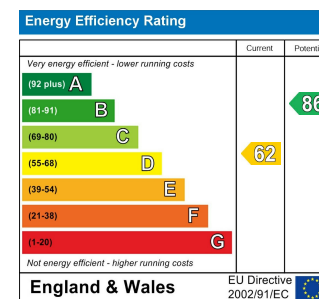 Energy Efficiency Rating
Current
Very energy efficient - lower running costs
(92 plus) A
(81-91) B
86
(69-80) C
(55-68) D
62
(39-54) E
(21-38) F
(1-20) G
Not energy efficient - higher running costs
England & Wales
EU Directive
2002/91/EC